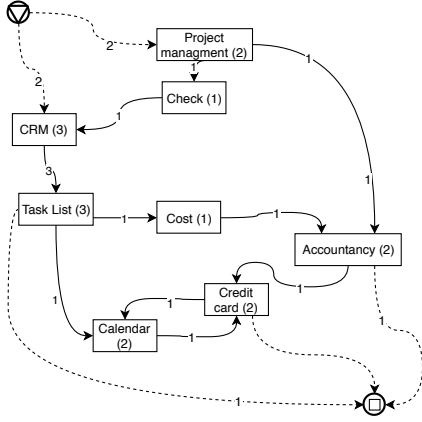 Project
managment (2)
2
1
1
2
Check (1)
1
CRM (3)
3
1
Task List (3)
1
Cost (1)
1
Accountancy (2)
1
Credit
card (2)
1
1
Calendar
(2)
1
1
1